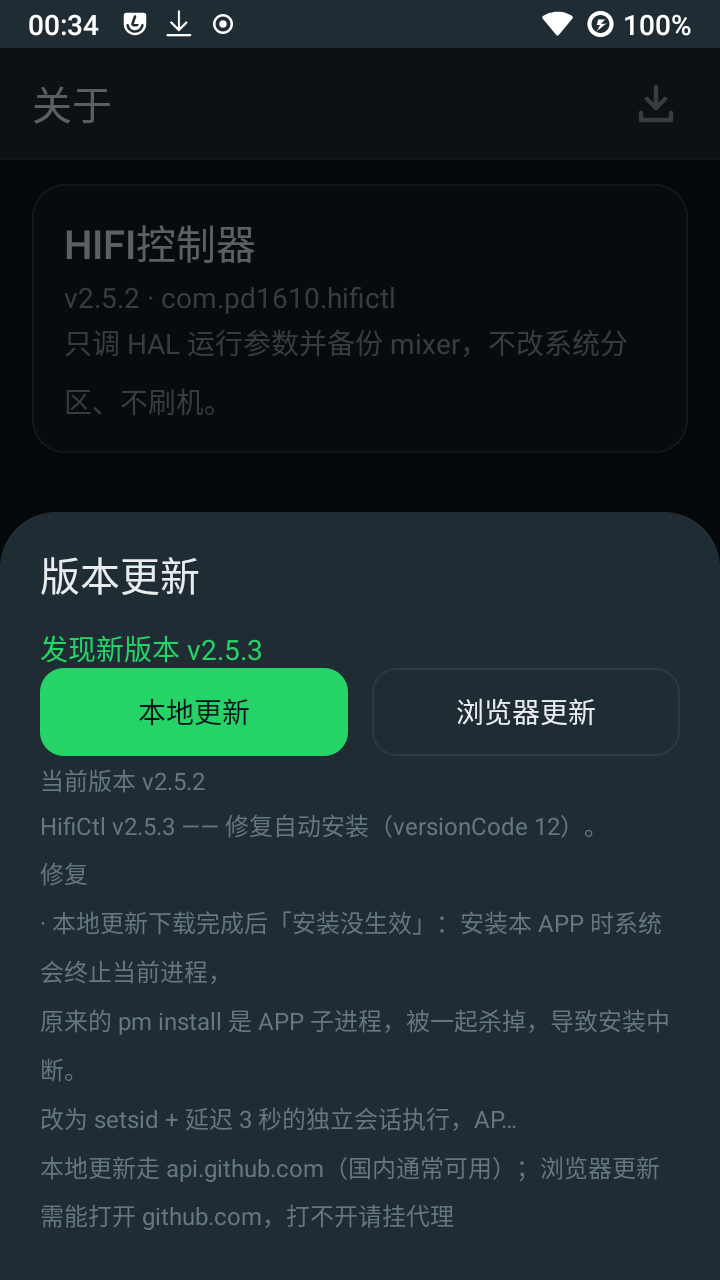 00:34
100%
关于
HIFI控制器
v2.5.2 · com.pd1610.hifictl
只调 HAL 运行参数并备份 mixer，不改系统分
区、不刷机。
版本更新
发现新版本 v2.5.3
本地更新
浏览器更新
当前版本 v2.5.2
HifiCtl v2.5.3 —— 修复自动安装（versionCode 12）。
修复
· 本地更新下载完成后「安装没生效」：安装本 APP 时系统
会终止当前进程，
原来的 pm install 是 APP 子进程，被一起杀掉，导致安装中
断。
改为 setsid + 延迟 3 秒的独立会话执行，AP…
本地更新走 api.github.com（国内通常可用）；浏览器更新
需能打开 github.com，打不开请挂代理